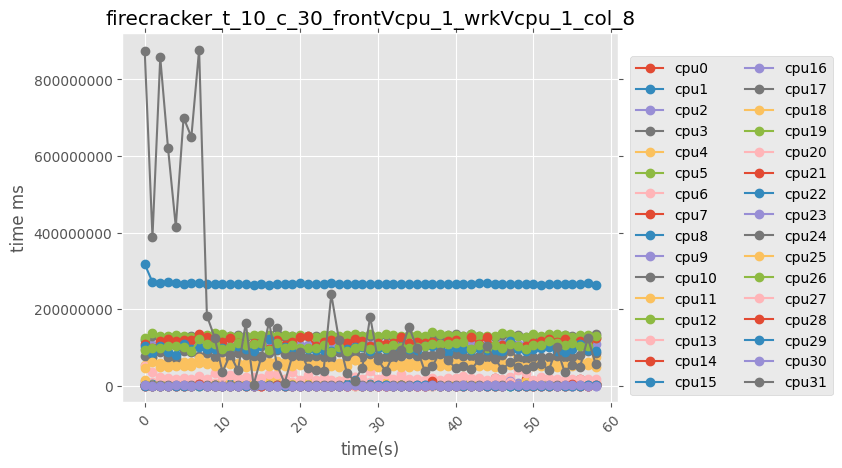 firecracker_t_10_c_30_frontVcpu_1_wrkVcpu_1_col_8
800000000
600000000
400000000
200000000
0
time ms
0
10
20
30
40
50
60
time(s)
cpu0
cpu1
cpu2
cpu3
cpu4
cpu5
cpu6
cpu7
cpu8
cpu9
cpu10
cpu11
cpu12
cpu13
cpu14
cpu15
cpu16
cpu17
cpu18
cpu19
cpu20
cpu21
cpu22
cpu23
cpu24
cpu25
cpu26
cpu27
cpu28
cpu29
cpu30
cpu31